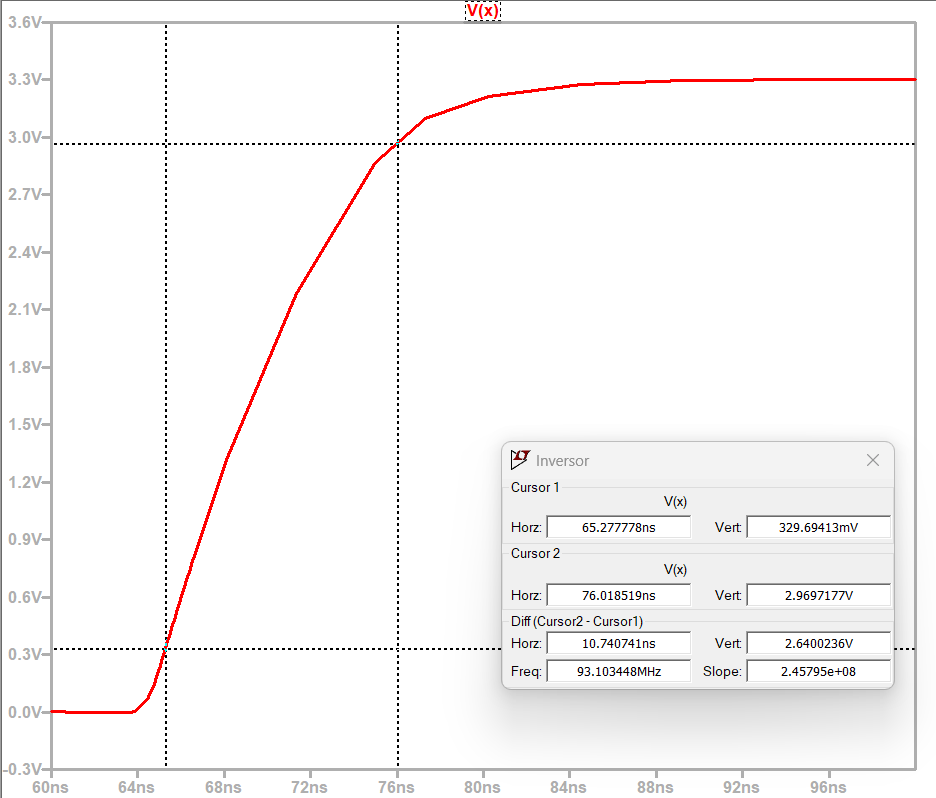 V(x)
3.6V
3.3V
3.0V
2.7V
2.4V
2.1V
1.8V
1.5V
1.2V
0.9V
0.6V
0.3V
0.0V
-0.3V
60ns 64ns 68ns 72ns 76ns 80ns 84ns 88ns 92ns 96ns
Inversor
Cursor 1
V(x)
Horz: 65.277778ns Vert: 329.69413mV
Cursor 2
V(x)
Horz: 76.018519ns Vert: 2.9697177V
Diff (Cursor2 - Cursor1)
Horz: 10.740741ns Vert: 2.6400236V
Freq: 93.103448MHz Slope: 2.45795e+08